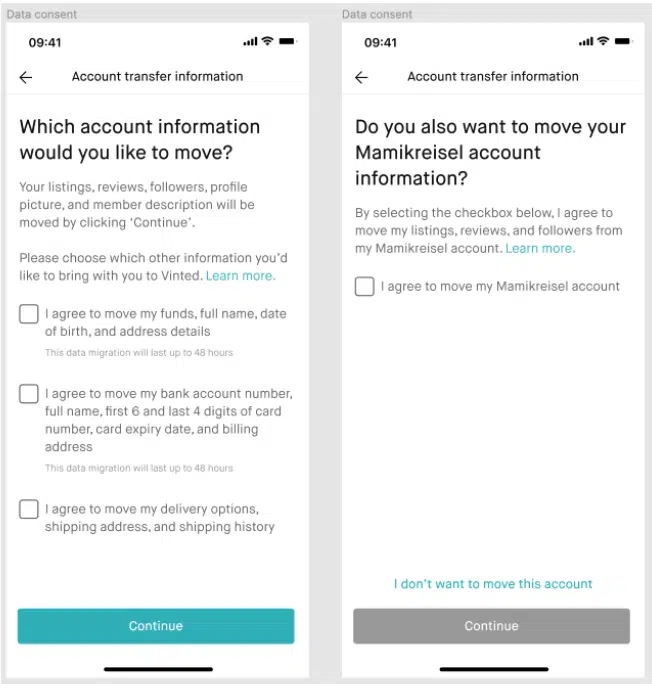 Data consent
09:41
Account transfer information
Which account information
would you like to move?
Your listings, reviews, followers, profile
picture, and member description will be
moved by clicking ‘Continue’.
Please choose which other information you’d
like to bring with you to Vinted. Learn more.
I agree to move my funds, full name, date
of birth, and address details
This data migration will last up to 48 hours
I agree to move my bank account number,
full name, first 6 and last 4 digits of card
number, card expiry date, and billing
address
This data migration will last up to 48 hours
I agree to move my delivery options,
shipping address, and shipping history
Continue
Data consent
09:41
Account transfer information
Do you also want to move your
Mamikreisel account
information?
By selecting the checkbox below, I agree to
move my listings, reviews, and followers from
my Mamikreisel account. Learn more.
I agree to move my Mamikreisel account
I don’t want to move this account
Continue